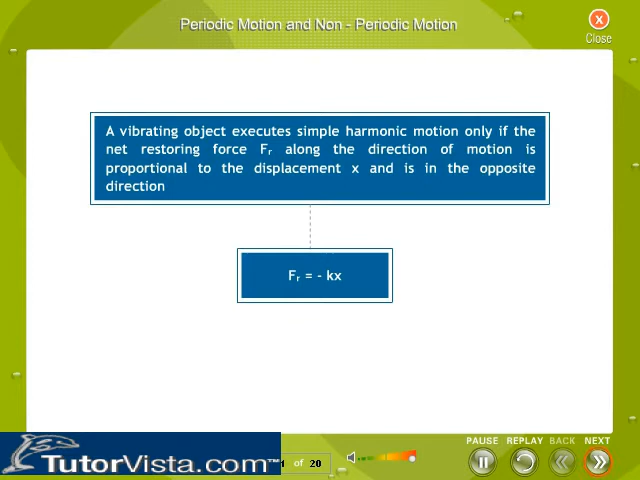 Periodic Motion and Non - Periodic Motion
Close
A vibrating object executes simple harmonic motion only if the
net restoring force Fᵣ along the direction of motion is
proportional to the displacement x and is in the opposite
direction
Fᵣ = - kx
PAUSE REPLAY BACK NEXT
TutorVista.com
of 20